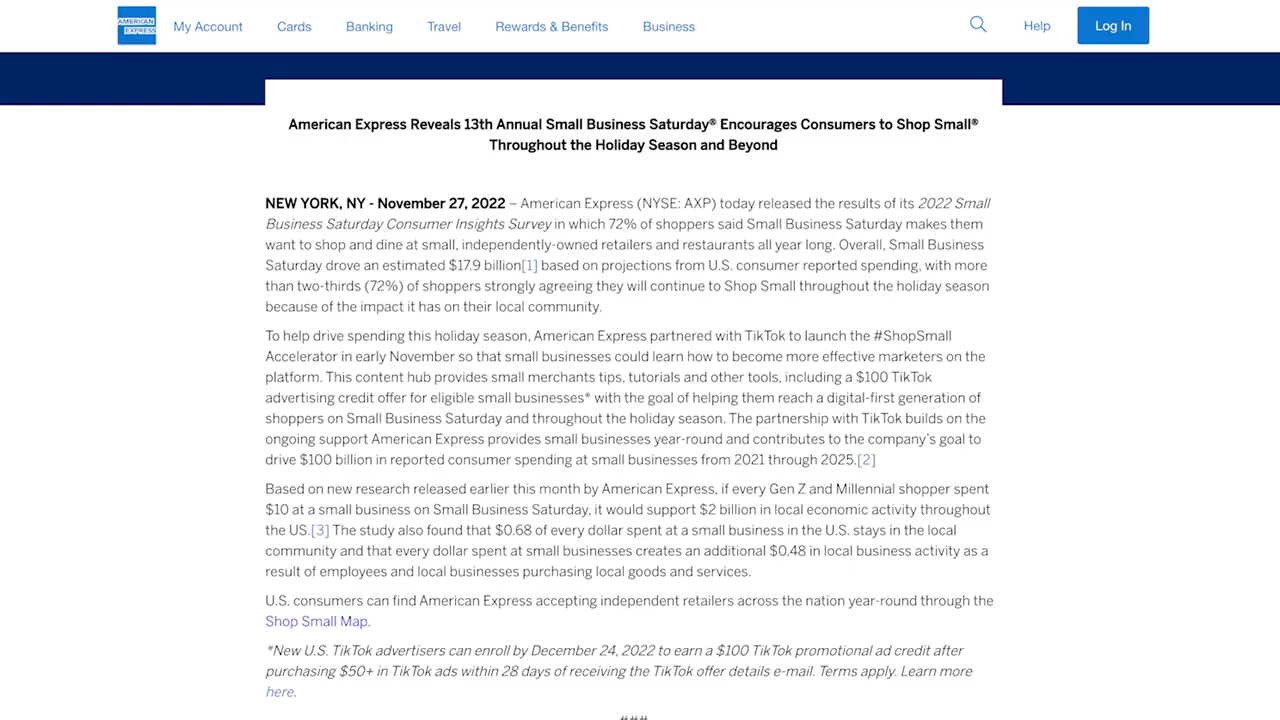 AMERICAN EXPRESS
My Account Cards Banking Travel Rewards & Benefits Business Help Log In
American Express Reveals 13th Annual Small Business Saturday® Encourages Consumers to Shop Small®
Throughout the Holiday Season and Beyond
NEW YORK, NY - November 27, 2022 – American Express (NYSE: AXP) today released the results of its 2022 Small
Business Saturday Consumer Insights Survey in which 72% of shoppers said Small Business Saturday makes them
want to shop and dine at small, independently-owned retailers and restaurants all year long. Overall, Small Business
Saturday drove an estimated $17.9 billion[1] based on projections from U.S. consumer reported spending, with more
than two-thirds (72%) of shoppers strongly agreeing they will continue to Shop Small throughout the holiday season
because of the impact it has on their local community.
To help drive spending this holiday season, American Express partnered with TikTok to launch the #ShopSmall
Accelerator in early November so that small businesses could learn how to become more effective marketers on the
platform. This content hub provides small merchants tips, tutorials and other tools, including a $100 TikTok
advertising credit offer for eligible small businesses* with the goal of helping them reach a digital-first generation of
shoppers on Small Business Saturday and throughout the holiday season. The partnership with TikTok builds on the
ongoing support American Express provides small businesses year-round and contributes to the company's goal to
drive $100 billion in reported consumer spending at small businesses from 2021 through 2025.[2]
Based on new research released earlier this month by American Express, if every Gen Z and Millennial shopper spent
$10 at a small business on Small Business Saturday, it would support $2 billion in local economic activity throughout
the US.[3] The study also found that $0.68 of every dollar spent at a small business in the U.S. stays in the local
community and that every dollar spent at small businesses creates an additional $0.48 in local business activity as a
result of employees and local businesses purchasing local goods and services.
U.S. consumers can find American Express accepting independent retailers across the nation year-round through the
Shop Small Map.
*New U.S. TikTok advertisers can enroll by December 24, 2022 to earn a $100 TikTok promotional ad credit after
purchasing $50+ in TikTok ads within 28 days of receiving the TikTok offer details e-mail. Terms apply. Learn more
here.
###